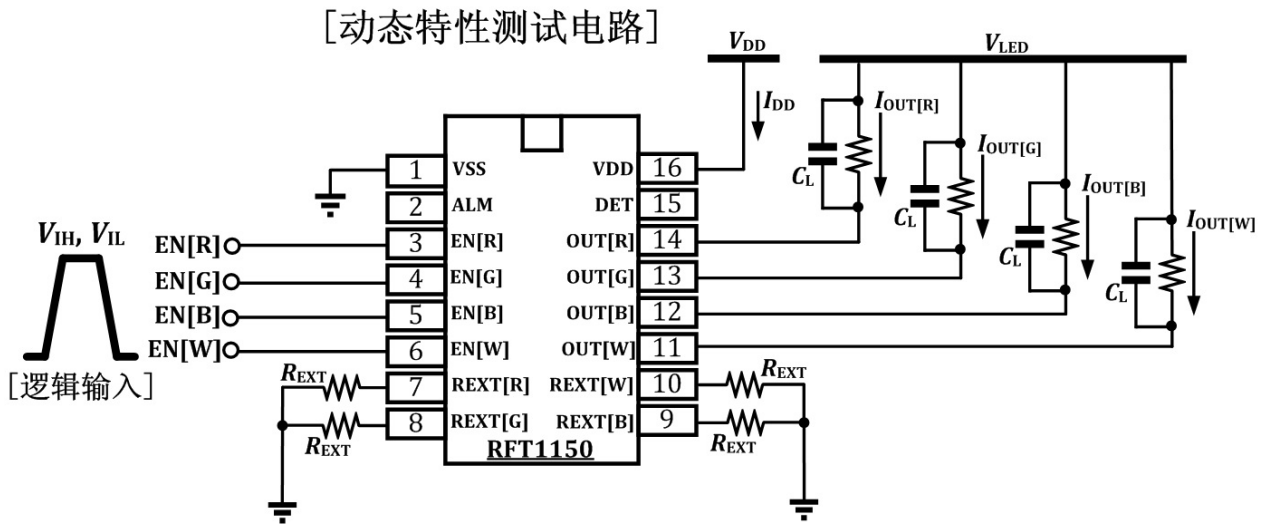 [动态特性测试电路]
VDD
VLED
IDD
IOUT[R]
IOUT[G]
IOUT[B]
IOUT[W]
CL
CL
CL
CL
1 VSS VDD 16
2 ALM DET 15
VIH, VIL
EN[R] 3 EN[R] OUT[R] 14
EN[G] 4 EN[G] OUT[G] 13
EN[B] 5 EN[B] OUT[B] 12
EN[W] 6 EN[W] OUT[W] 11
[逻辑输入]
REXT 7 REXT[R] REXT[W] 10 REXT
REXT 8 REXT[G] REXT[B] 9 REXT
RFT1150